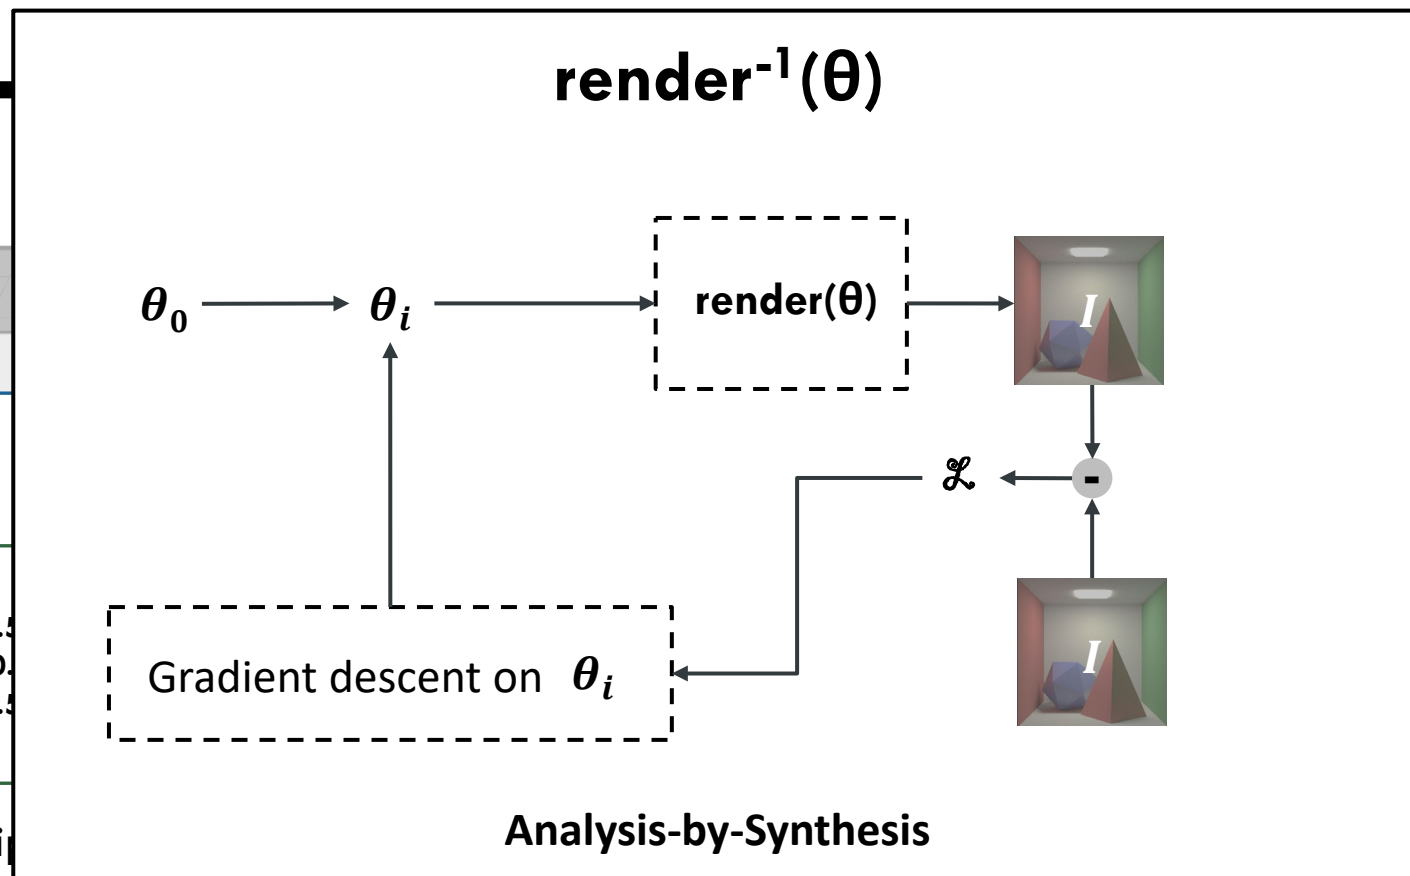 render⁻¹(θ)
θ₀
θᵢ
render(θ)
I
ℒ
-
I
Gradient descent on θᵢ
Analysis-by-Synthesis